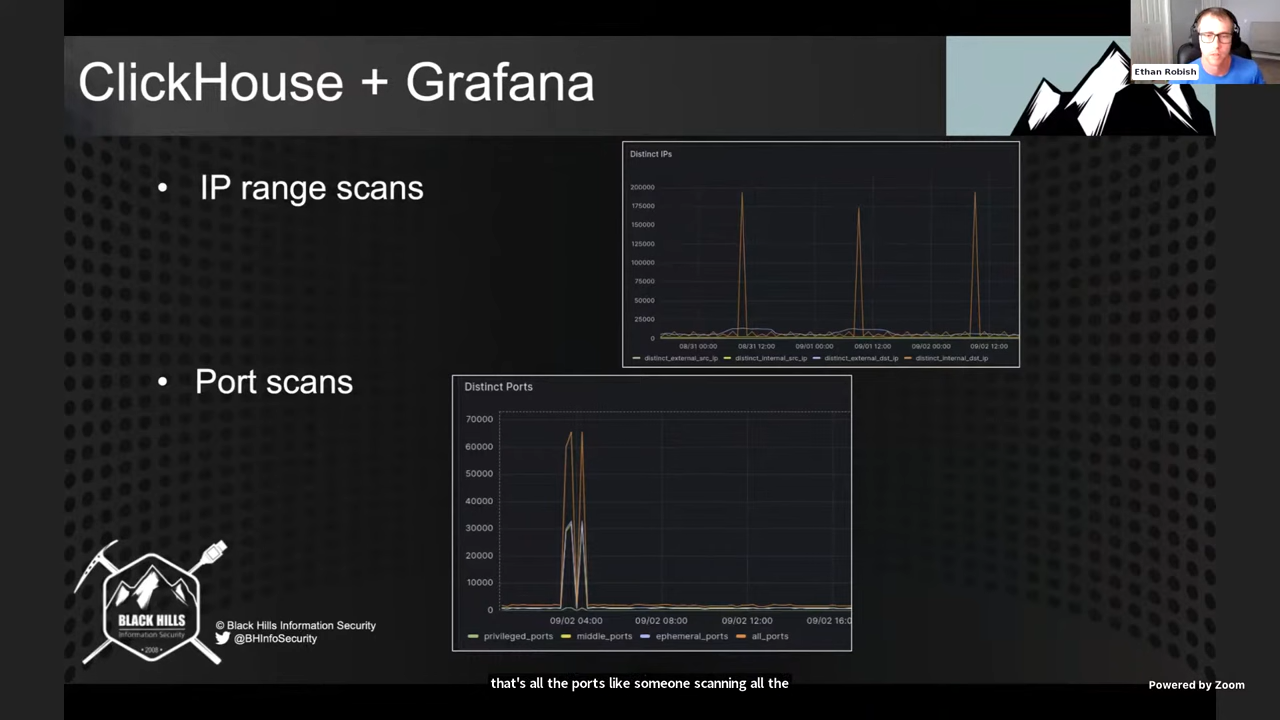 ClickHouse + Grafana
Ethan Robish
• IP range scans
Distinct IPs
200000
175000
150000
125000
100000
75000
50000
25000
0
08/31 00:00 08/31 12:00 09/01 00:00 09/01 12:00 09/02 00:00 09/02 12:00
distinct_external_src_ip distinct_internal_src_ip distinct_external_dst_ip distinct_internal_dst_ip
• Port scans
Distinct Ports
70000
60000
50000
40000
30000
20000
10000
0
09/02 04:00 09/02 08:00 09/02 12:00 09/02 16:0
privileged_ports middle_ports ephemeral_ports all_ports
BLACK HILLS
Information Security
• 2008 •
© Black Hills Information Security
@BHInfoSecurity
that's all the ports like someone scanning all the
Powered by Zoom